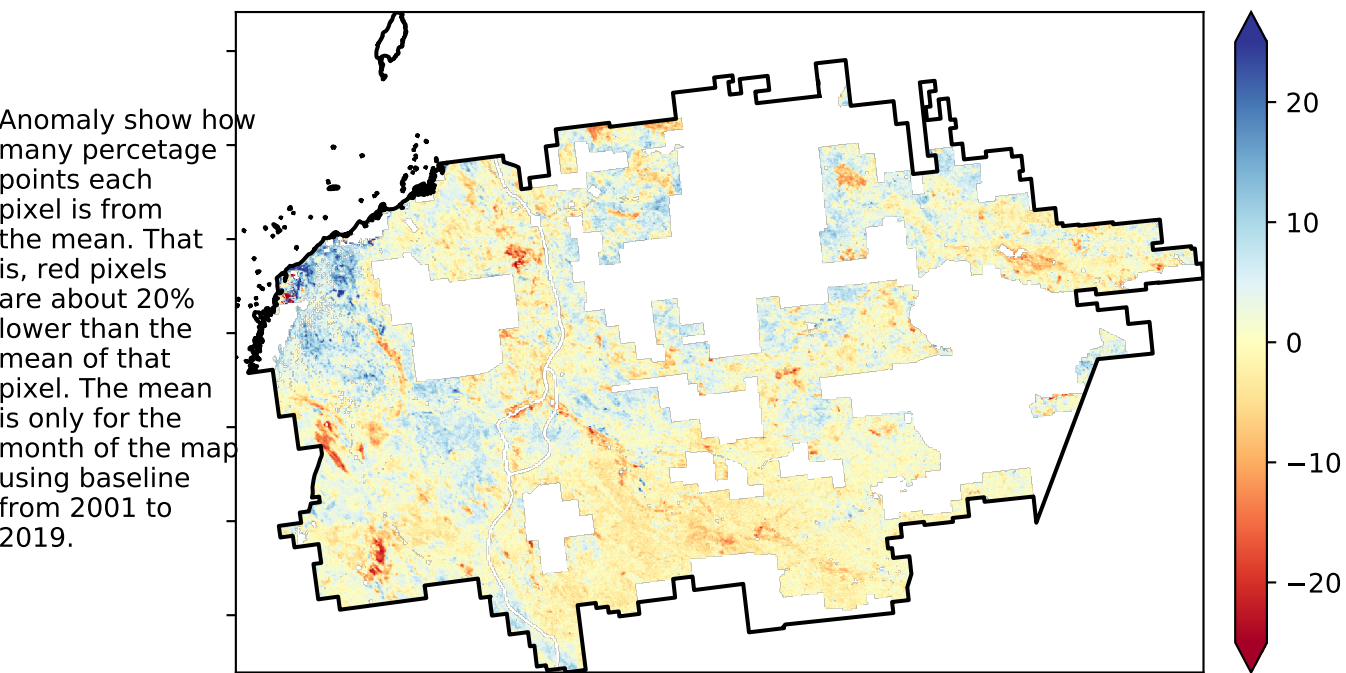 Anomaly show how
many percetage
points each
pixel is from
the mean. That
is, red pixels
are about 20%
lower than the
mean of that
pixel. The mean
is only for the
month of the map
using baseline
from 2001 to
2019.
20
10
0
−10
−20